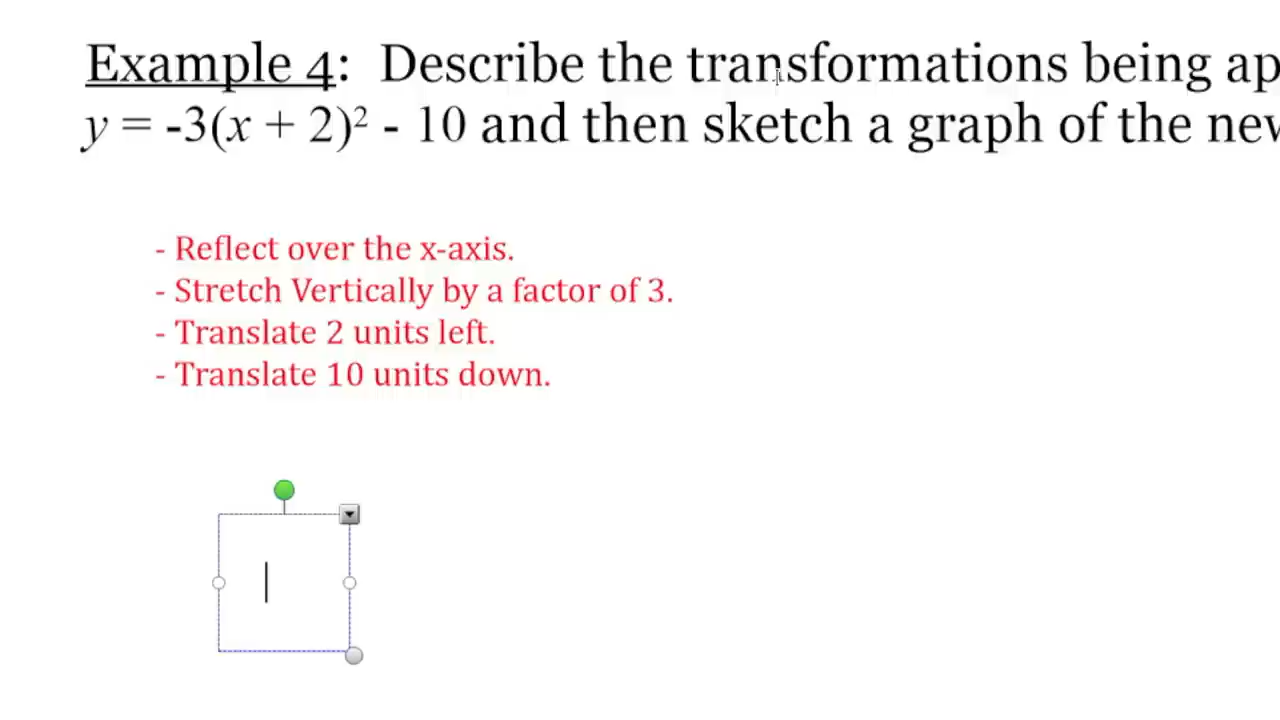 Example 4: Describe the transformations being ap
y = -3(x + 2)² - 10 and then sketch a graph of the new
- Reflect over the x-axis.
- Stretch Vertically by a factor of 3.
- Translate 2 units left.
- Translate 10 units down.